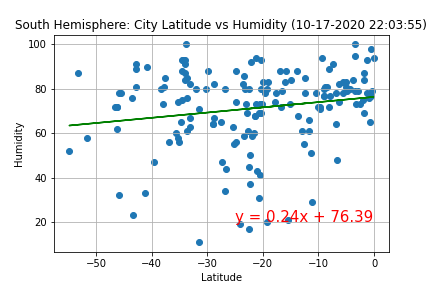 South Hemisphere: City Latitude vs Humidity (10-17-2020 22:03:55)
100
80
60
40
20
Humidity
y = 0.24x + 76.39
−50
−40
−30
−20
−10
0
Latitude